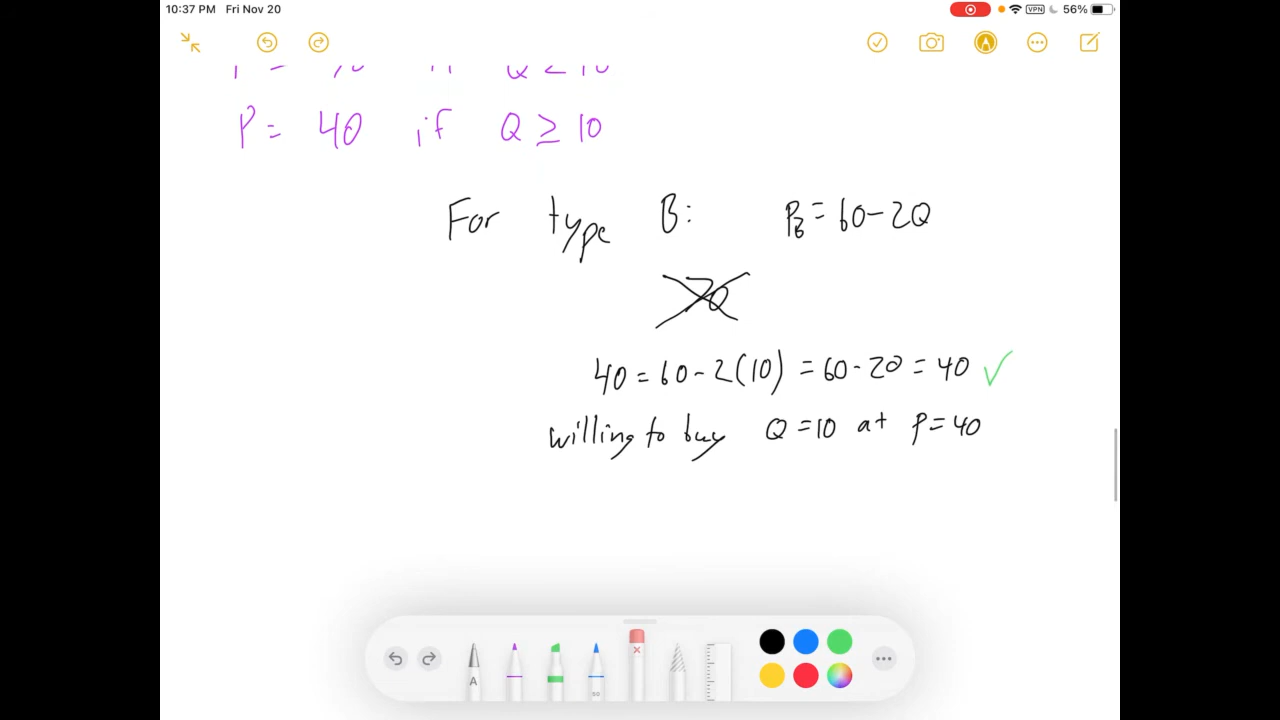 10:37 PM Fri Nov 20
VPN 56%
P = 40 if Q ≥ 10
For type B: P_B = 60-2Q
40 = 60 - 2(10) = 60 - 20 = 40 ✓
willing to buy Q = 10 at P = 40
A